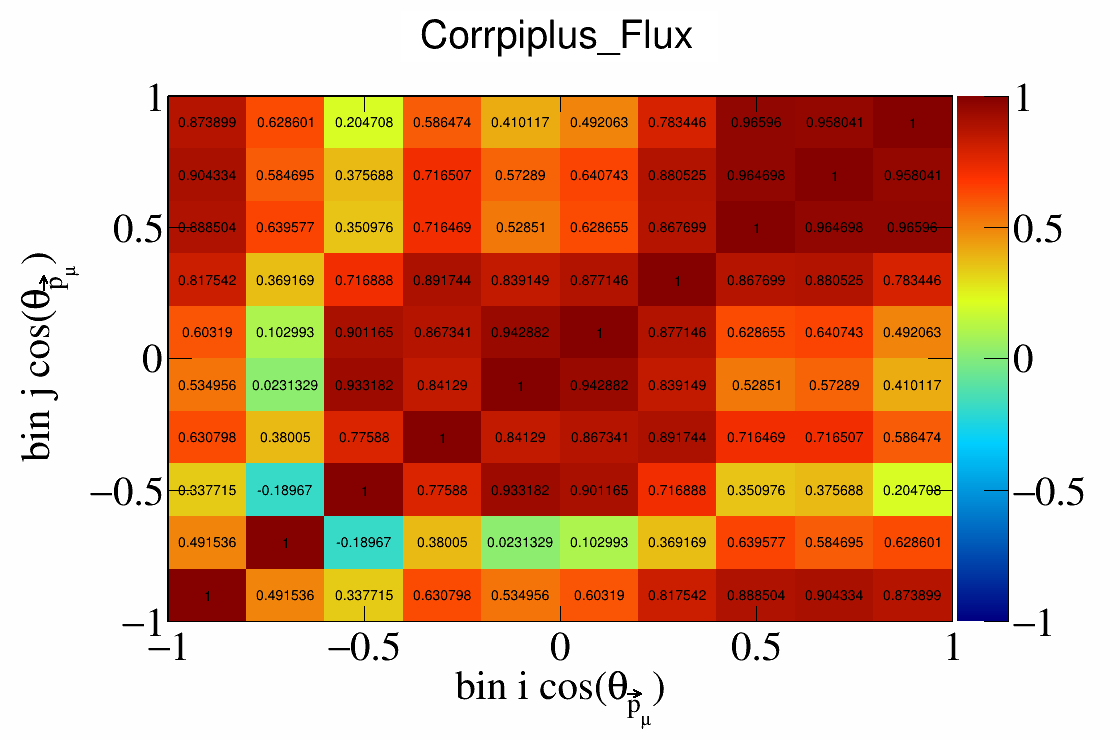 Corrpiplus_Flux
1
0.873899 0.628601 0.204708 0.586474 0.410117 0.492063 0.783446 0.96596 0.958041 1
1
0.904334 0.584695 0.375688 0.716507 0.57289 0.640743 0.880525 0.964698 1 0.958041
0.5
0.888504 0.639577 0.350976 0.716469 0.52851 0.628655 0.867699 1 0.964698 0.96596
0.5
0.817542 0.369169 0.716888 0.891744 0.839149 0.877146 1 0.867699 0.880525 0.783446
0.60319 0.102993 0.901165 0.867341 0.942882 1 0.877146 0.628655 0.640743 0.492063
0
0
0.534956 0.0231329 0.933182 0.84129 1 0.942882 0.839149 0.52851 0.57289 0.410117
0.630798 0.38005 0.77588 1 0.84129 0.867341 0.891744 0.716469 0.716507 0.586474
−0.5
0.337715 -0.18967 1 0.77588 0.933182 0.901165 0.716888 0.350976 0.375688 0.204708
−0.5
0.491536 1 -0.18967 0.38005 0.0231329 0.102993 0.369169 0.639577 0.584695 0.628601
1 0.491536 0.337715 0.630798 0.534956 0.60319 0.817542 0.888504 0.904334 0.873899
−1
−1
−1 −0.5 0 0.5 1
bin i cos(θp⃗μ)
bin j cos(θp⃗μ)